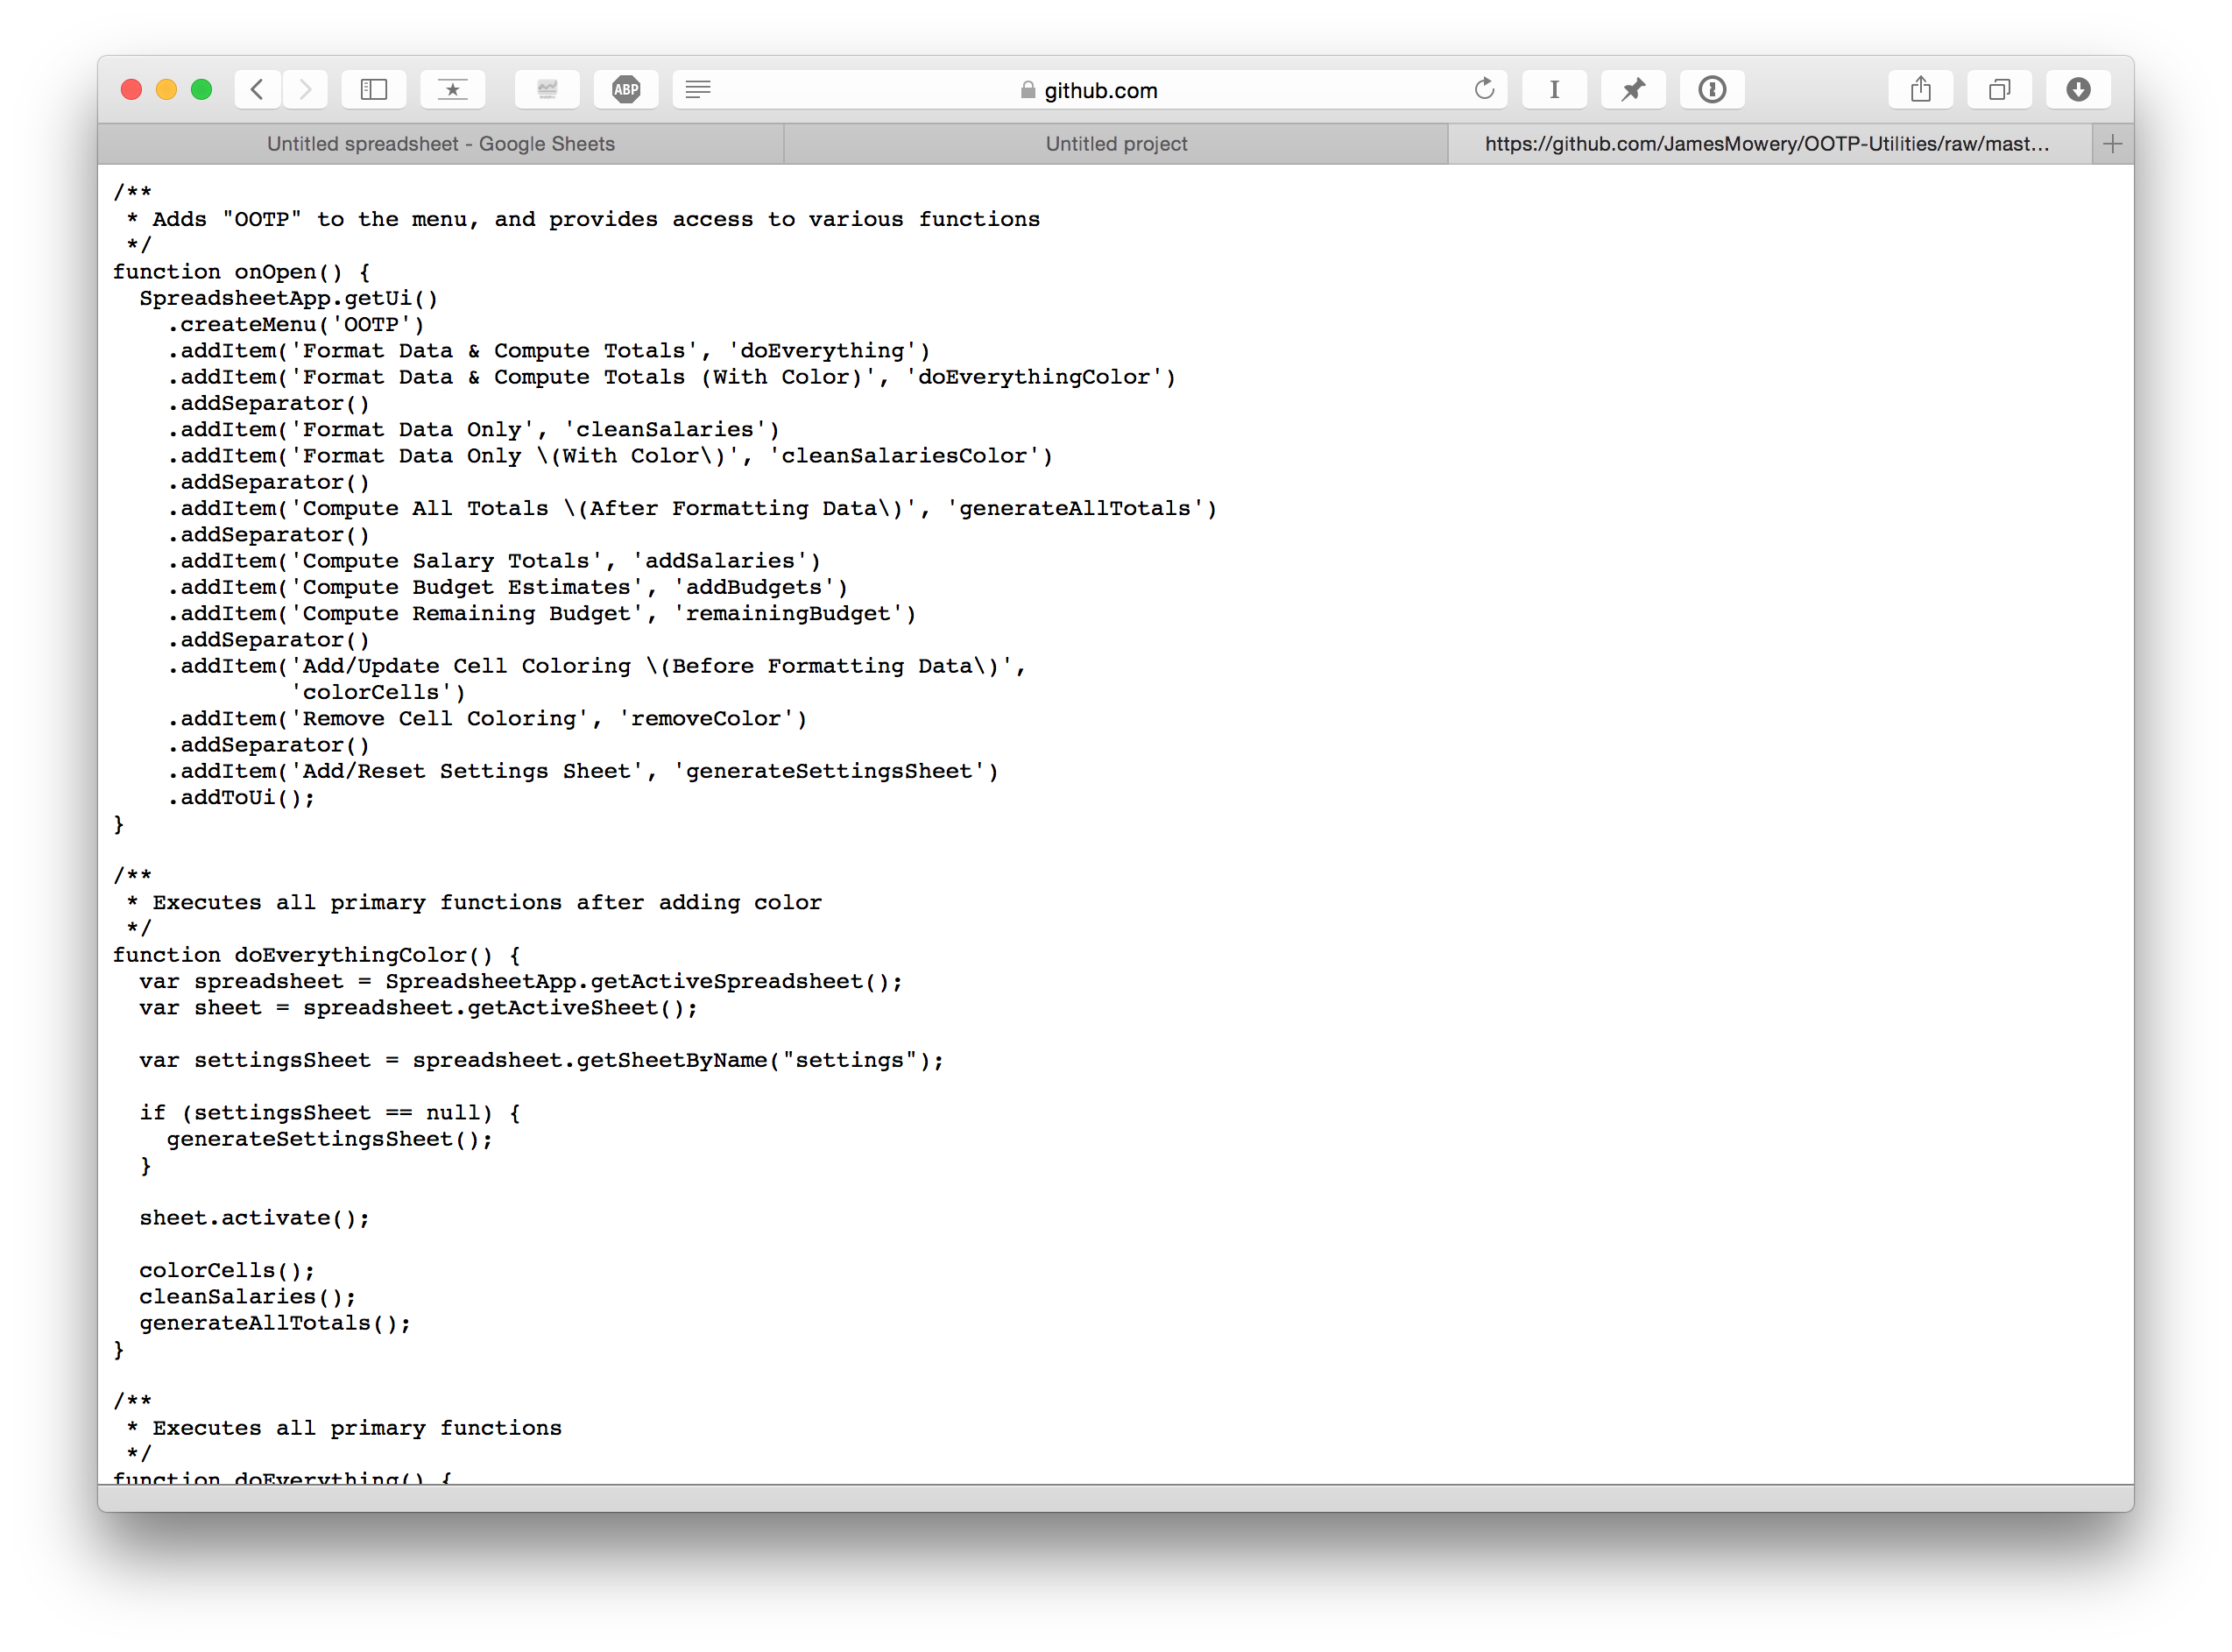 ABP
github.com
Untitled spreadsheet - Google Sheets
Untitled project
https://github.com/JamesMowery/OOTP-Utilities/raw/mast...
/**
 * Adds "OOTP" to the menu, and provides access to various functions
 */
function onOpen() {
  SpreadsheetApp.getUi()
    .createMenu('OOTP')
    .addItem('Format Data & Compute Totals', 'doEverything')
    .addItem('Format Data & Compute Totals (With Color)', 'doEverythingColor')
    .addSeparator()
    .addItem('Format Data Only', 'cleanSalaries')
    .addItem('Format Data Only \(With Color\)', 'cleanSalariesColor')
    .addSeparator()
    .addItem('Compute All Totals \(After Formatting Data\)', 'generateAllTotals')
    .addSeparator()
    .addItem('Compute Salary Totals', 'addSalaries')
    .addItem('Compute Budget Estimates', 'addBudgets')
    .addItem('Compute Remaining Budget', 'remainingBudget')
    .addSeparator()
    .addItem('Add/Update Cell Coloring \(Before Formatting Data\)',
             'colorCells')
    .addItem('Remove Cell Coloring', 'removeColor')
    .addSeparator()
    .addItem('Add/Reset Settings Sheet', 'generateSettingsSheet')
    .addToUi();
}
/**
 * Executes all primary functions after adding color
 */
function doEverythingColor() {
  var spreadsheet = SpreadsheetApp.getActiveSpreadsheet();
  var sheet = spreadsheet.getActiveSheet();
  var settingsSheet = spreadsheet.getSheetByName("settings");
  if (settingsSheet == null) {
    generateSettingsSheet();
  }
  sheet.activate();
  colorCells();
  cleanSalaries();
  generateAllTotals();
}
/**
 * Executes all primary functions
 */
function doEverything() {